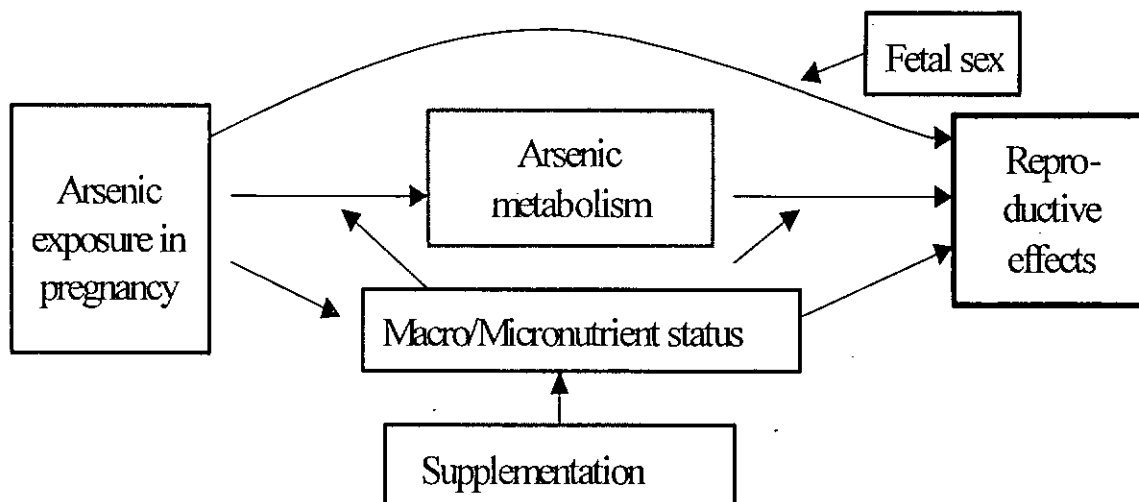 Fetal sex
Arsenic
exposure in
pregnancy
Arsenic
metabolism
Repro-
ductive
effects
Macro/Micronutrient status
Supplementation